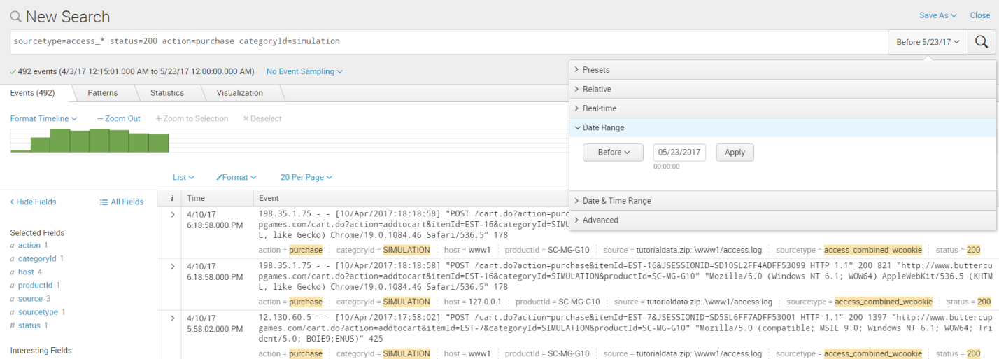 New Search
Save As Close
sourcetype=access_* status=200 action=purchase categoryId=simulation
Before 5/23/17
492 events (4/3/17 12:15:01.000 AM to 5/23/17 12:00:00.000 AM) No Event Sampling
Events (492) Patterns Statistics Visualization
Presets
Relative
Real-time
Date Range
Before 05/23/2017 Apply
00:00:00
Date & Time Range
Advanced
Format Timeline — Zoom Out + Zoom to Selection × Deselect
List Format 20 Per Page
Hide Fields All Fields
Selected Fields
a action 1
a categoryId 1
a host 4
a productId 1
a source 3
a sourcetype 1
# status 1
Interesting Fields
i Time Event
4/10/17
6:18:58.000 PM
198.35.1.75 - - [10/Apr/2017:18:18:58] "POST /cart.do?action=purc
pgames.com/cart.do?action=addtocart&itemId=EST-16&categoryId=SIMU
L, like Gecko) Chrome/19.0.1084.46 Safari/536.5" 178
action = purchase categoryId = SIMULATION host = www1 productId = SC-MG-G10 source = tutorialdata.zip:.\www1/access.log sourcetype = access_combined_wcookie status = 200
4/10/17
6:18:58.000 PM
198.35.1.75 - - [10/Apr/2017:18:18:58] "POST /cart.do?action=purchase&itemId=EST-16&JSESSIONID=SD10SL2FF4ADFF53099 HTTP 1.1" 200 821 "http://www.buttercu
pgames.com/cart.do?action=addtocart&itemId=EST-16&categoryId=SIMULATION&productId=SC-MG-G10" "Mozilla/5.0 (Windows NT 6.1; WOW64) AppleWebKit/536.5 (KHTM
L, like Gecko) Chrome/19.0.1084.46 Safari/536.5" 178
action = purchase categoryId = SIMULATION host = 127.0.0.1 productId = SC-MG-G10 source = tutorialdata.zip:.\www1/access.log sourcetype = access_combined_wcookie status = 200
4/10/17
5:58:02.000 PM
12.130.60.5 - - [10/Apr/2017:17:58:02] "POST /cart.do?action=purchase&itemId=EST-7&JSESSIONID=SD5SL6FF7ADFF53001 HTTP 1.1" 200 1397 "http://www.buttercup
games.com/cart.do?action=addtocart&itemId=EST-7&categoryId=SIMULATION&productId=SC-MG-G10" "Mozilla/5.0 (compatible; MSIE 9.0; Windows NT 6.1; WOW64; Tri
dent/5.0; BOIE9;ENUS)" 425
action = purchase categoryId = SIMULATION host = www1 productId = SC-MG-G10 source = tutorialdata.zip:.\www1/access.log sourcetype = access_combined_wcookie status = 200